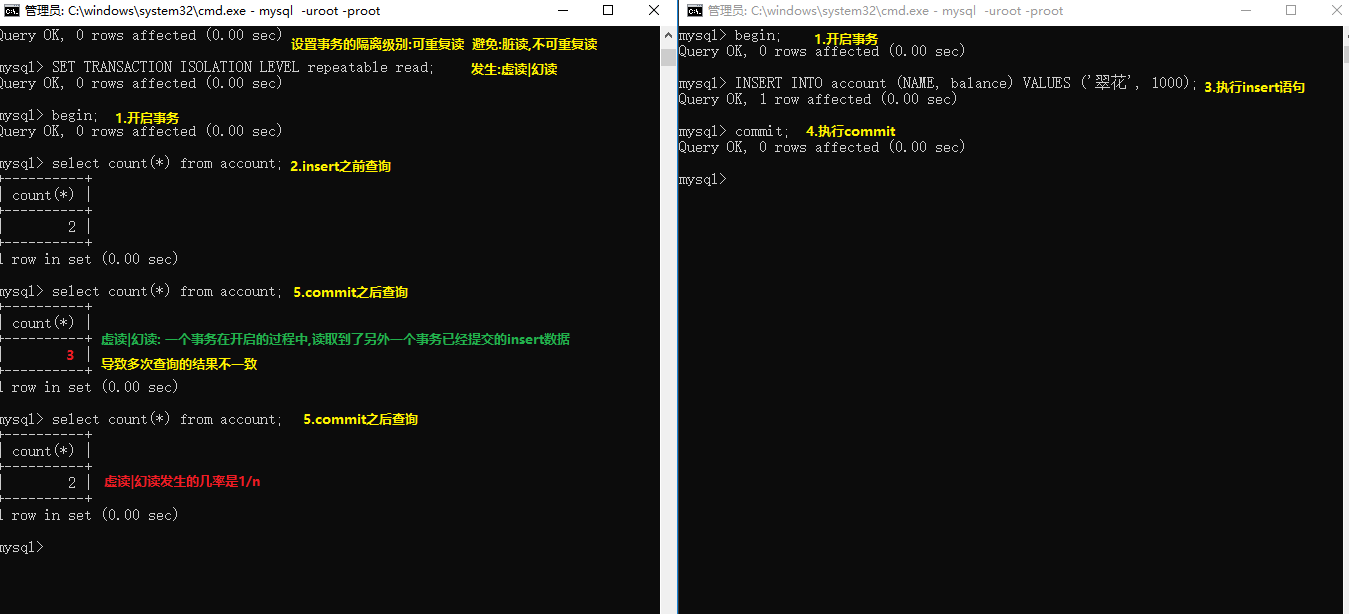 管理员: C:\windows\system32\cmd.exe - mysql  -uroot -proot
Query OK, 0 rows affected (0.00 sec)
设置事务的隔离级别:可重复读  避免:脏读,不可重复读
mysql> SET TRANSACTION ISOLATION LEVEL repeatable read;
发生:虚读|幻读
Query OK, 0 rows affected (0.00 sec)
mysql> begin;
1.开启事务
Query OK, 0 rows affected (0.00 sec)
mysql> select count(*) from account;
2.insert之前查询
+----------+
| count(*) |
+----------+
|        2 |
+----------+
1 row in set (0.00 sec)
mysql> select count(*) from account;
5.commit之后查询
+----------+
| count(*) |
+----------+
虚读|幻读: 一个事务在开启的过程中,读取到了另外一个事务已经提交的insert数据
|        3 |
导致多次查询的结果不一致
+----------+
1 row in set (0.00 sec)
mysql> select count(*) from account;
5.commit之后查询
+----------+
| count(*) |
+----------+
|        2 |
虚读|幻读发生的几率是1/n
+----------+
1 row in set (0.00 sec)
mysql>
管理员: C:\windows\system32\cmd.exe - mysql  -uroot -proot
mysql> begin;
1.开启事务
Query OK, 0 rows affected (0.00 sec)
mysql> INSERT INTO account (NAME, balance) VALUES ('翠花', 1000);
3.执行insert语句
Query OK, 1 row affected (0.00 sec)
mysql> commit;
4.执行commit
Query OK, 0 rows affected (0.00 sec)
mysql>